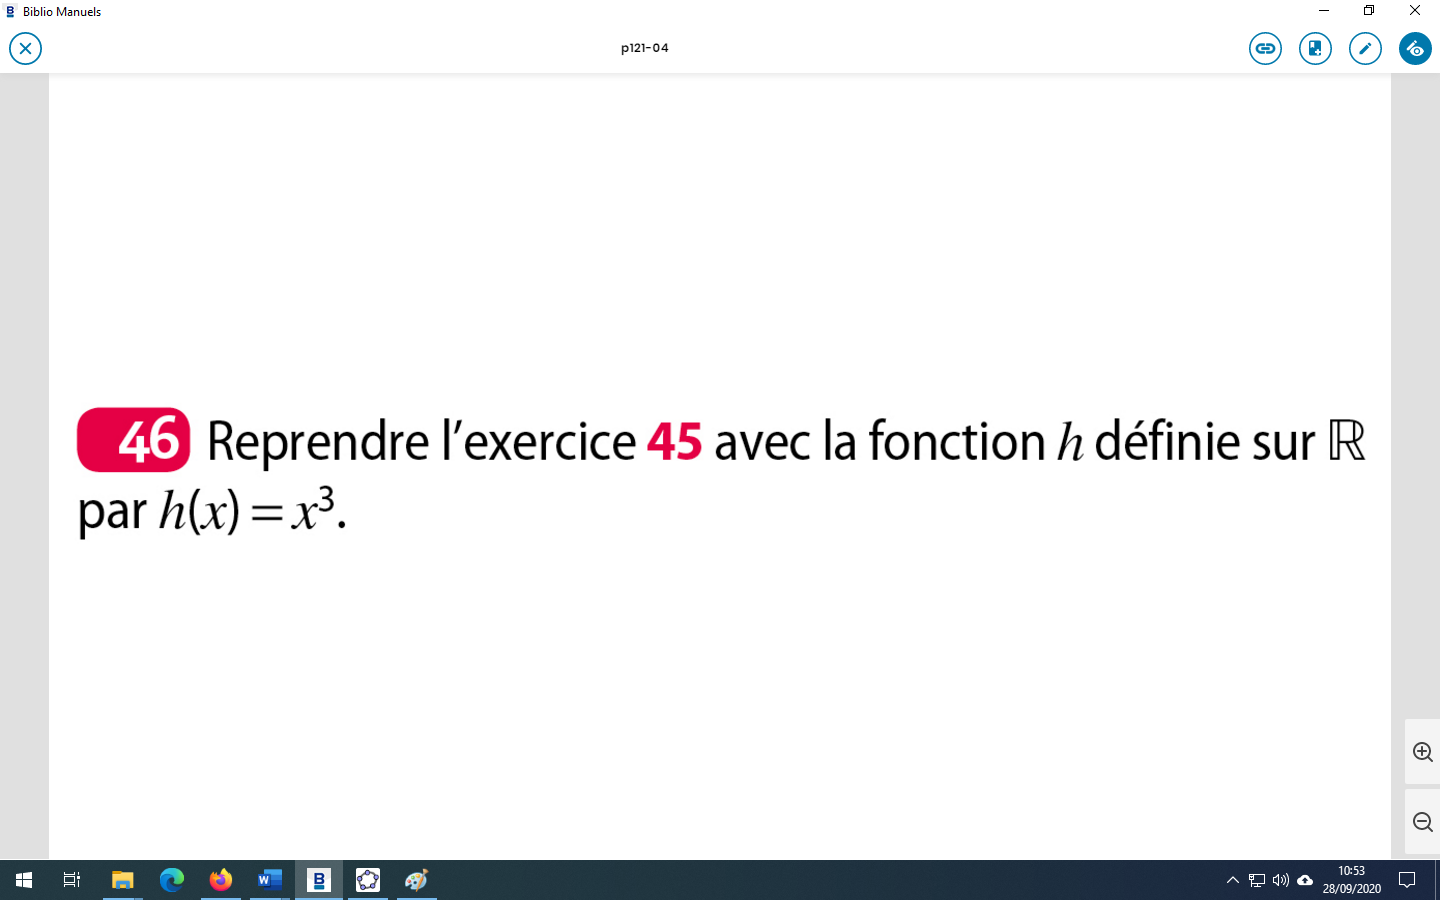 Biblio Manuels
p121-04
46 Reprendre l’exercice 45 avec la fonction h définie sur ℝ
par h(x) = x³.
10:53
28/09/2020